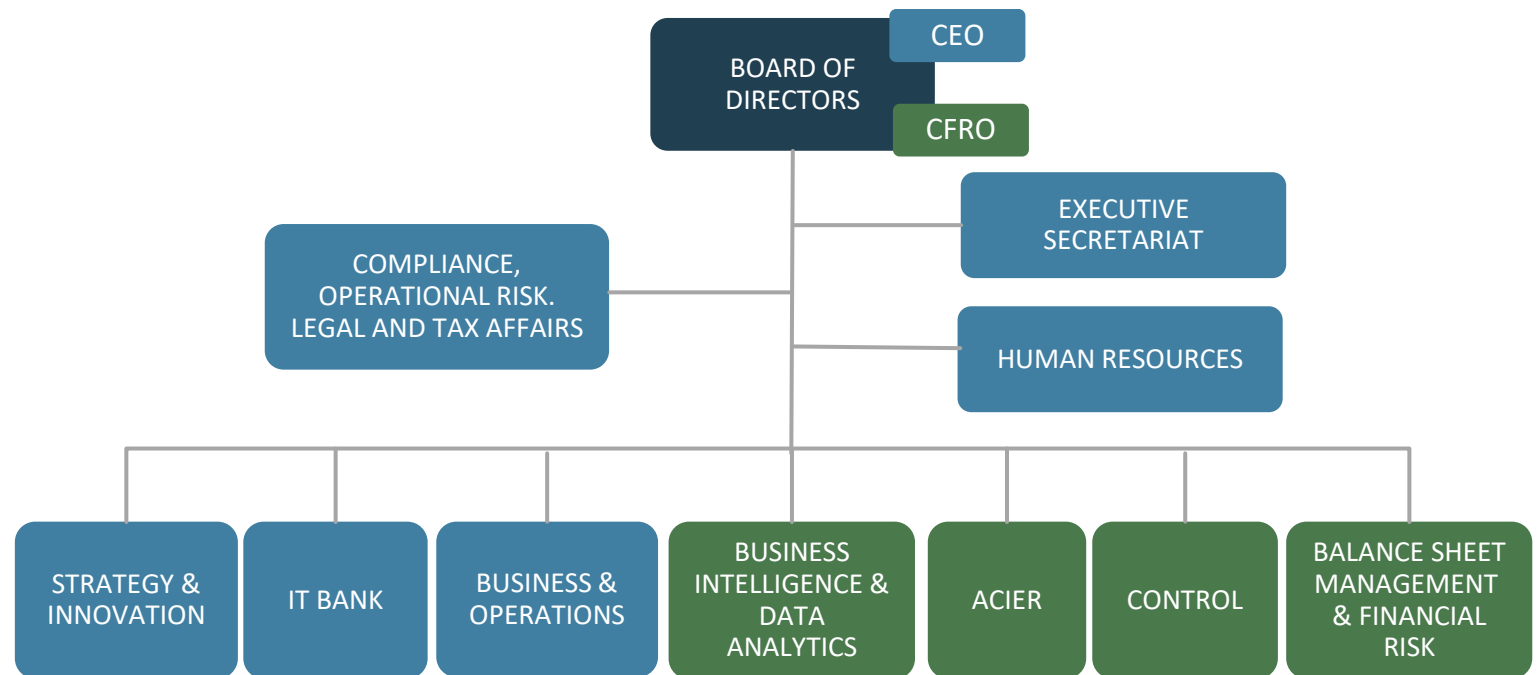 CEO
BOARD OF
DIRECTORS
CFRO
EXECUTIVE
SECRETARIAT
COMPLIANCE,
OPERATIONAL RISK.
LEGAL AND TAX AFFAIRS
HUMAN RESOURCES
STRATEGY &
INNOVATION
IT BANK
BUSINESS &
OPERATIONS
BUSINESS
INTELLIGENCE &
DATA
ANALYTICS
ACIER
CONTROL
BALANCE SHEET
MANAGEMENT
& FINANCIAL
RISK